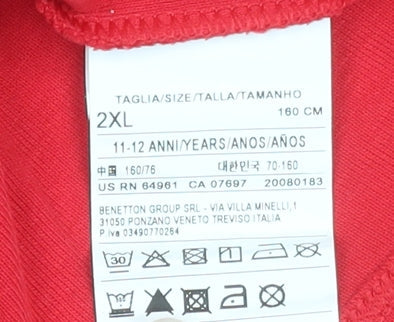 TAGLIA/SIZE/TALLA/TAMANHO
2XL 160 CM
11-12 ANNI/YEARS/ANOS/AÑOS
中国 160/76 대한민국 70-160
US RN 64961 CA 07697 20080183
BENETTON GROUP SRL - VIA VILLA MINELLI,1
31050 PONZANO VENETO TREVISO ITALIA
P.Iva 03490770264
30